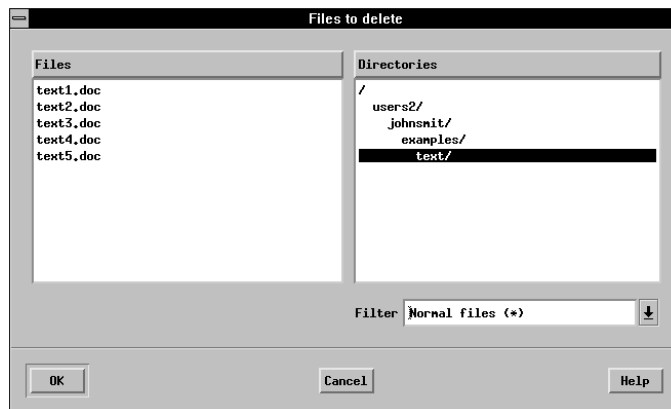 Files to delete
Files
text1.doc
text2.doc
text3.doc
text4.doc
text5.doc
Directories
/
users2/
johnsmit/
examples/
text/
Filter Normal files (*)
OK Cancel Help